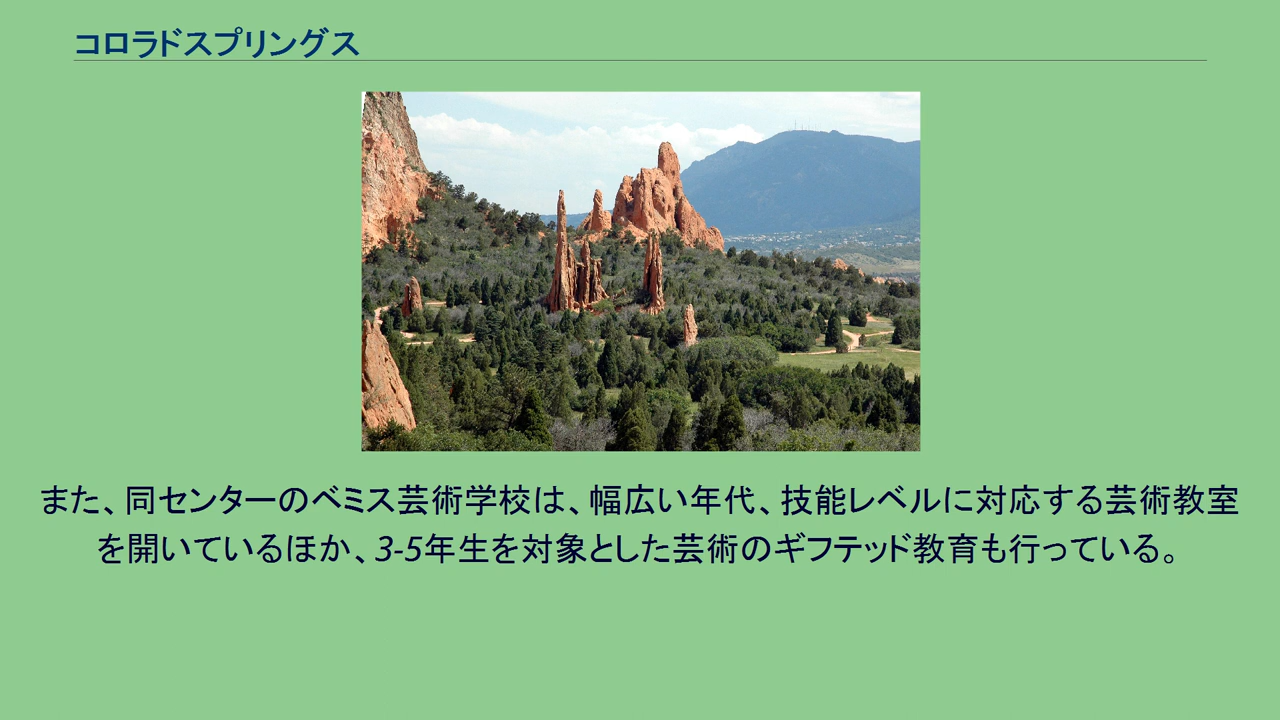 コロラドスプリングス
また、同センターのベミス芸術学校は、幅広い年代、技能レベルに対応する芸術教室
を開いているほか、3-5年生を対象とした芸術のギフテッド教育も行っている。